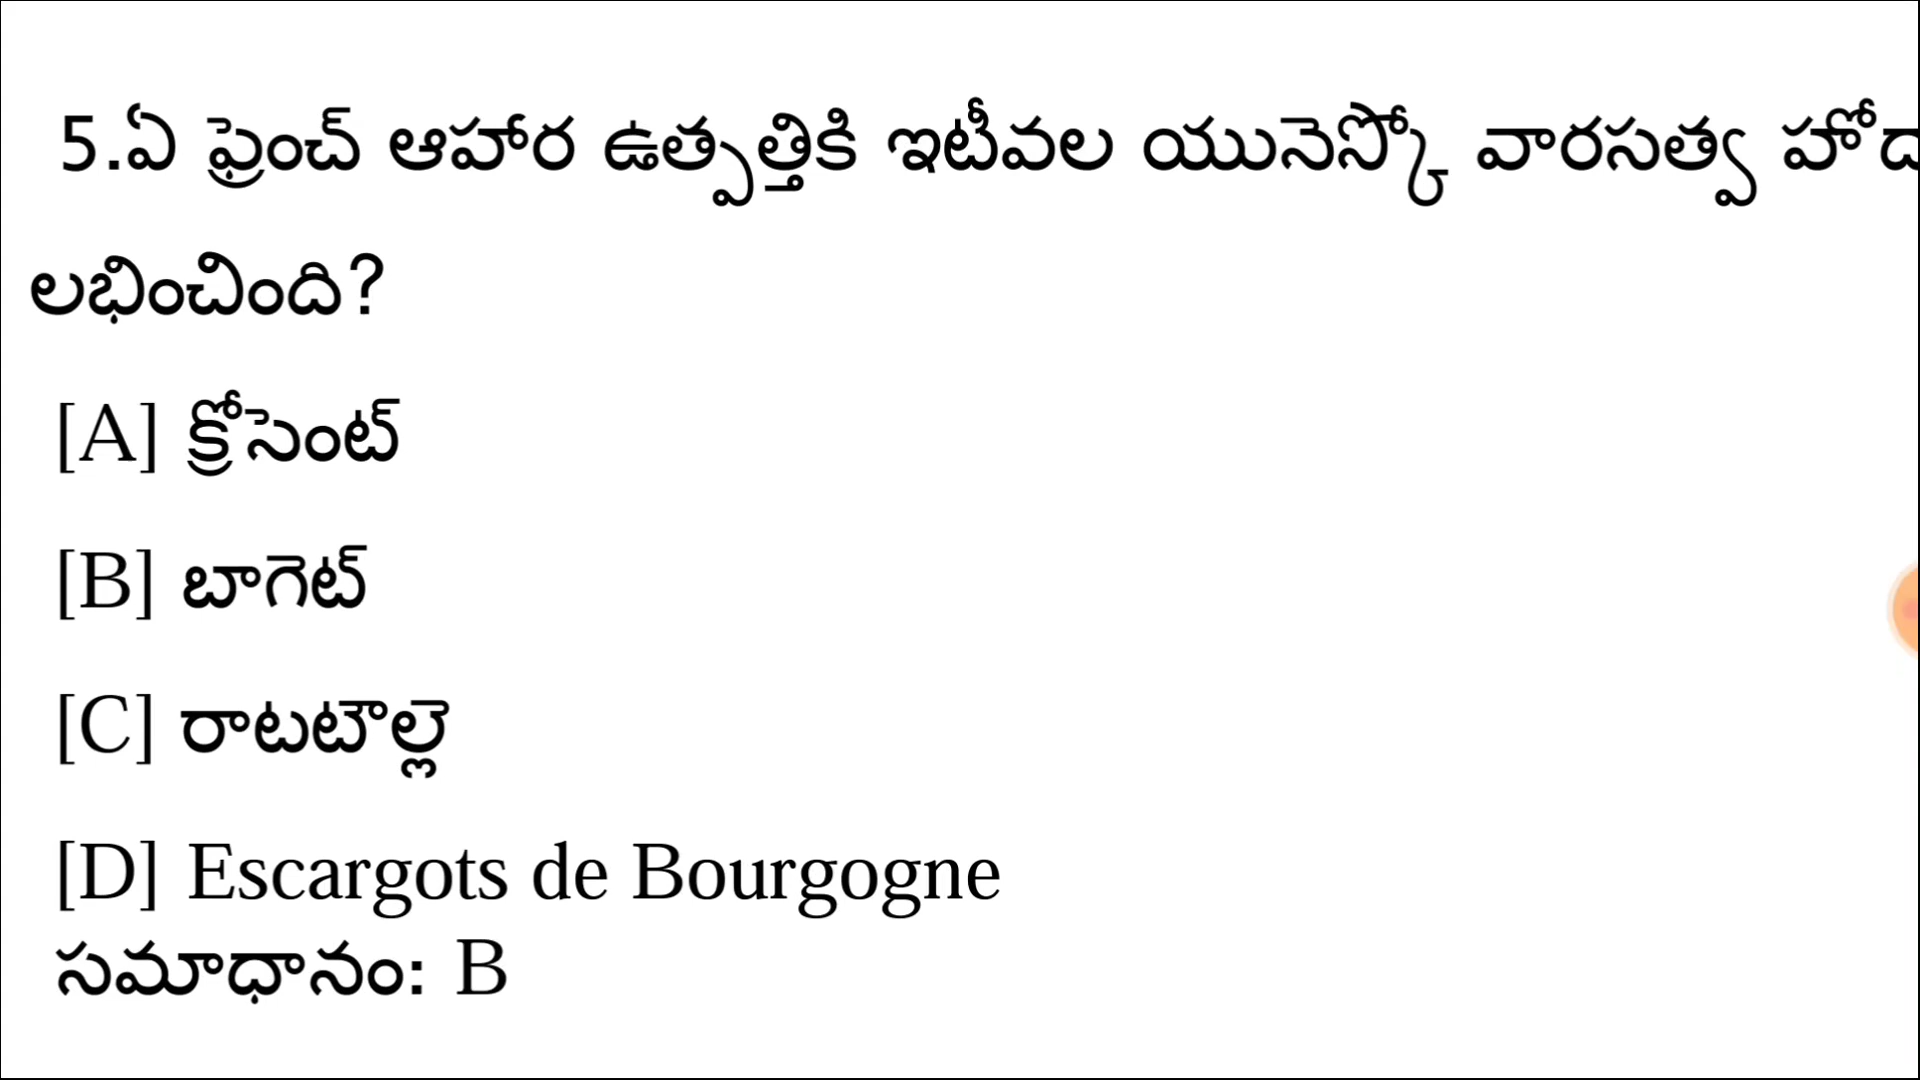 5.ఏ ఫ్రెంచ్ ఆహార ఉత్పత్తికి ఇటీవల యునెస్కో వారసత్వ
లభించింది?
[A] క్రోసెంట్
[B] బాగెట్
[C] రాటటౌల్లె
[D] Escargots de Bourgogne
సమాధానం: B